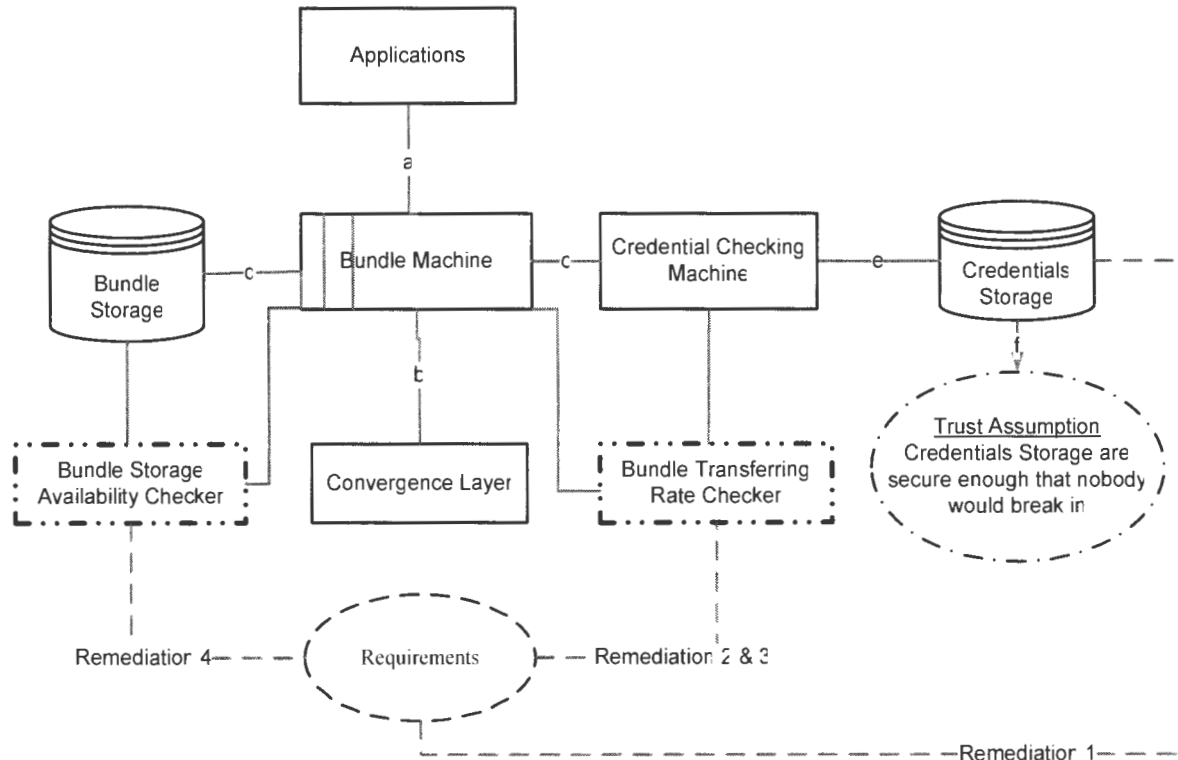 Applications
a
Bundle Machine
Credential Checking
Machine
Bundle
Storage
Credentials
Storage
c
c
e
f
b
Trust Assumption
Credentials Storage are
secure enough that nobody
would break in
Bundle Storage
Availability Checker
Convergence Layer
Bundle Transferring
Rate Checker
Remediation 4
Requirements
Remediation 2 & 3
Remediation 1